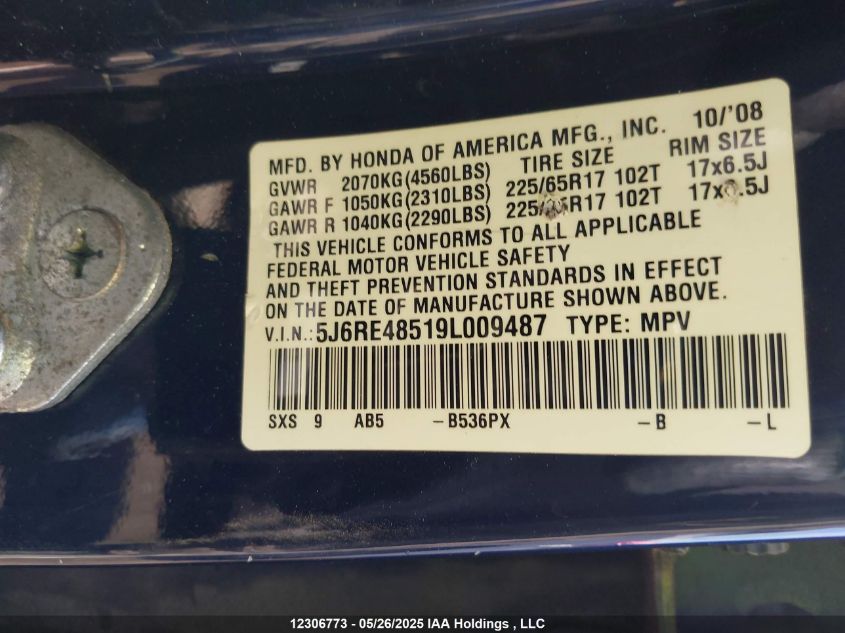 MFD. BY HONDA OF AMERICA MFG., INC. 10/'08
GVWR 2070KG(4560LBS) TIRE SIZE RIM SIZE
GAWR F 1050KG(2310LBS) 225/65R17 102T 17x6.5J
GAWR R 1040KG(2290LBS) 102T
THIS VEHICLE CONFORMS TO ALL APPLICABLE
FEDERAL MOTOR VEHICLE SAFETY
AND THEFT PREVENTION STANDARDS IN EFFECT
ON THE DATE OF MANUFACTURE SHOWN ABOVE.
V.I.N.: 5J6RE48519L009487 TYPE: MPV
SXS 9 AB5 -B536PX -B -L
12306773 - 05/26/2025 IAA Holdings , LLC